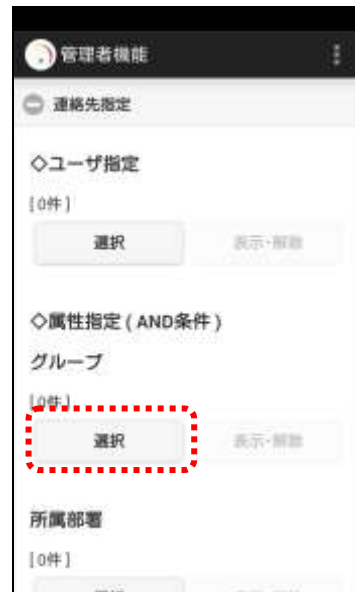 管理者機能
連絡先指定
◇ユーザ指定
[0件]
選択 表示・解除
◇属性指定 ( AND条件 )
グループ
[0件]
選択 表示・解除
所属部署
[0件]